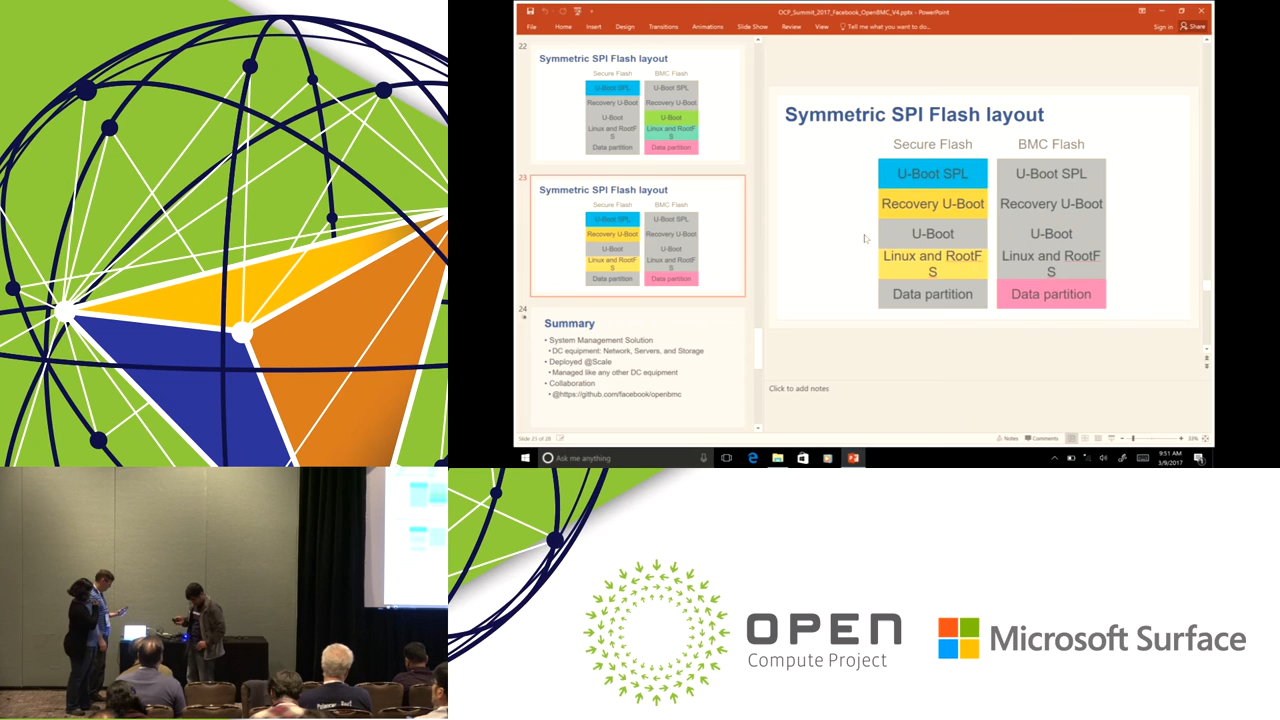 OCP_Summit_2017_Facebook_OpenBMC_V4.pptx - PowerPoint
File Home Insert Design Transitions Animations Slide Show Review View Tell me what you want to do... Sign in Share
22
Symmetric SPI Flash layout
Secure Flash BMC Flash
U-Boot SPL U-Boot SPL
Recovery U-Boot Recovery U-Boot
U-Boot U-Boot
Linux and RootF Linux and RootF
S S
Data partition Data partition
23
Symmetric SPI Flash layout
Secure Flash BMC Flash
U-Boot SPL U-Boot SPL
Recovery U-Boot Recovery U-Boot
U-Boot U-Boot
Linux and RootF Linux and RootF
S S
Data partition Data partition
24
Summary
• System Management Solution
• DC equipment: Network, Servers, and Storage
• Deployed @Scale
• Managed like any other DC equipment
• Collaboration
• @https://github.com/facebook/openbmc
Symmetric SPI Flash layout
Secure Flash BMC Flash
U-Boot SPL U-Boot SPL
Recovery U-Boot Recovery U-Boot
U-Boot U-Boot
Linux and RootF Linux and RootF
S S
Data partition Data partition
Click to add notes
Slide 23 of 28 Notes Comments 33%
Ask me anything
9:51 AM
3/9/2017
OPEN
Compute Project
Microsoft Surface